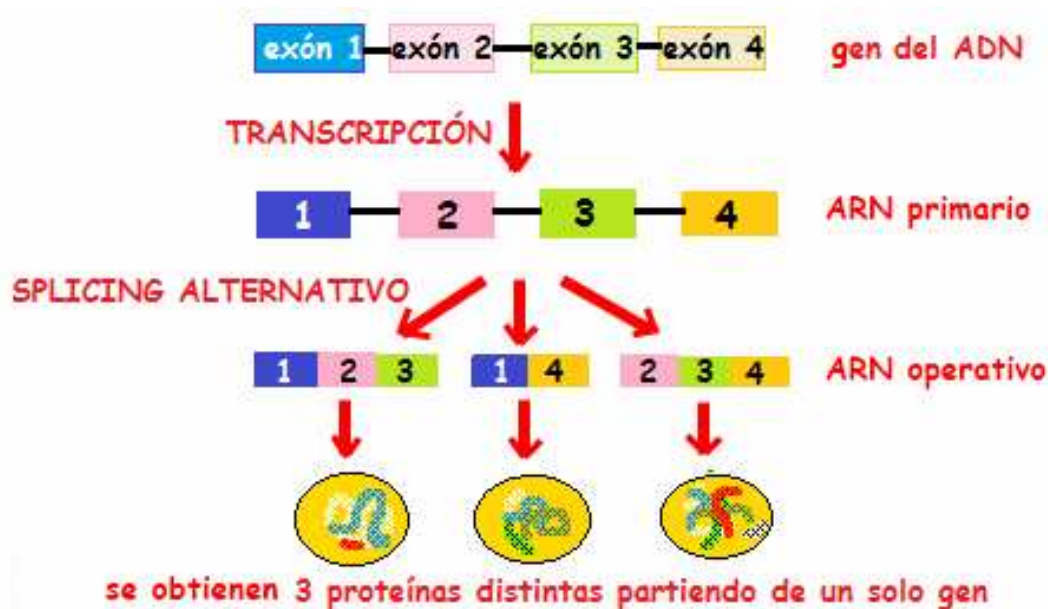 exón 1 exón 2 exón 3 exón 4 gen del ADN
TRANSCRIPCIÓN
1 2 3 4 ARN primario
SPLICING ALTERNATIVO
1 2 3 1 4 2 3 4 ARN operativo
se obtienen 3 proteínas distintas partiendo de un solo gen